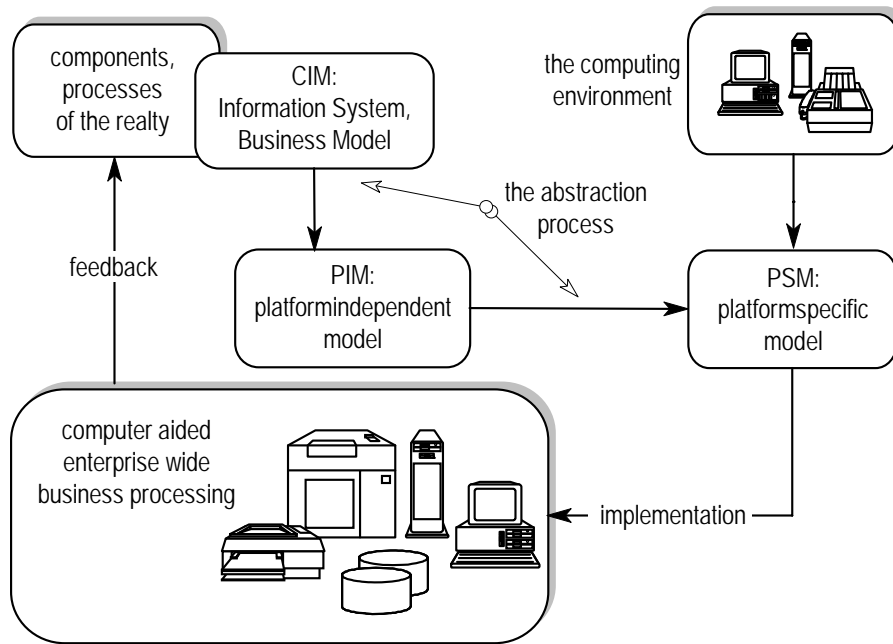 components,
processes
of the realty
CIM:
Information System,
Business Model
the computing
environment
the abstraction
process
feedback
PIM:
platformindependent
model
PSM:
platformspecific
model
computer aided
enterprise wide
business processing
implementation